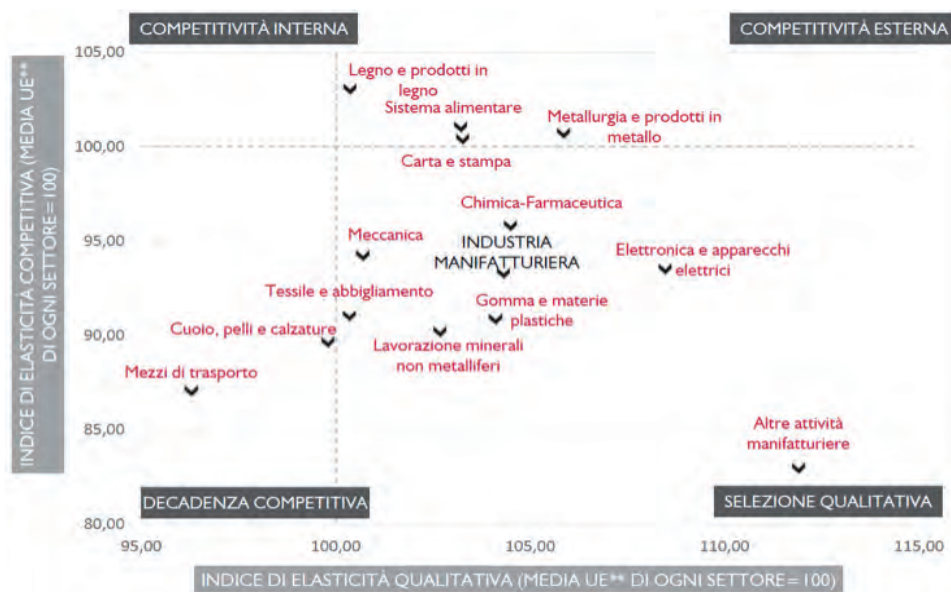 COMPETITIVITÀ INTERNA
COMPETITIVITÀ ESTERNA
INDICE DI ELASTICITÀ COMPETITIVA (MEDIA UE**
DI OGNI SETTORE=100)
105,00
100,00
95,00
90,00
85,00
80,00
Legno e prodotti in
legno
Sistema alimentare
Metallurgia e prodotti in
metallo
Carta e stampa
Chimica-Farmaceutica
Meccanica
INDUSTRIA
MANIFATTURIERA
Elettronica e apparecchi
elettrici
Tessile e abbigliamento
Gomma e materie
plastiche
Cuoio, pelli e calzature
Lavorazione minerali
non metalliferi
Mezzi di trasporto
Altre attività
manifatturiere
DECADENZA COMPETITIVA
SELEZIONE QUALITATIVA
95,00
100,00
105,00
110,00
115,00
INDICE DI ELASTICITÀ QUALITATIVA (MEDIA UE** DI OGNI SETTORE=100)